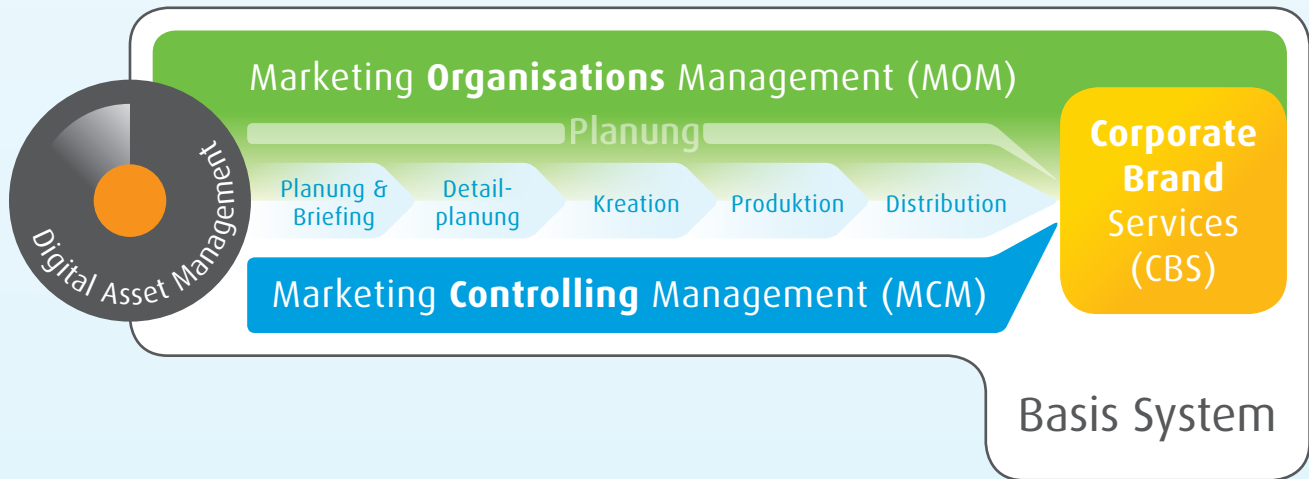 Marketing Organisations Management (MOM)
Planung
Digital Asset Management
Planung &
Briefing
Detail-
planung
Kreation
Produktion
Distribution
Marketing Controlling Management (MCM)
Corporate
Brand
Services
(CBS)
Basis System